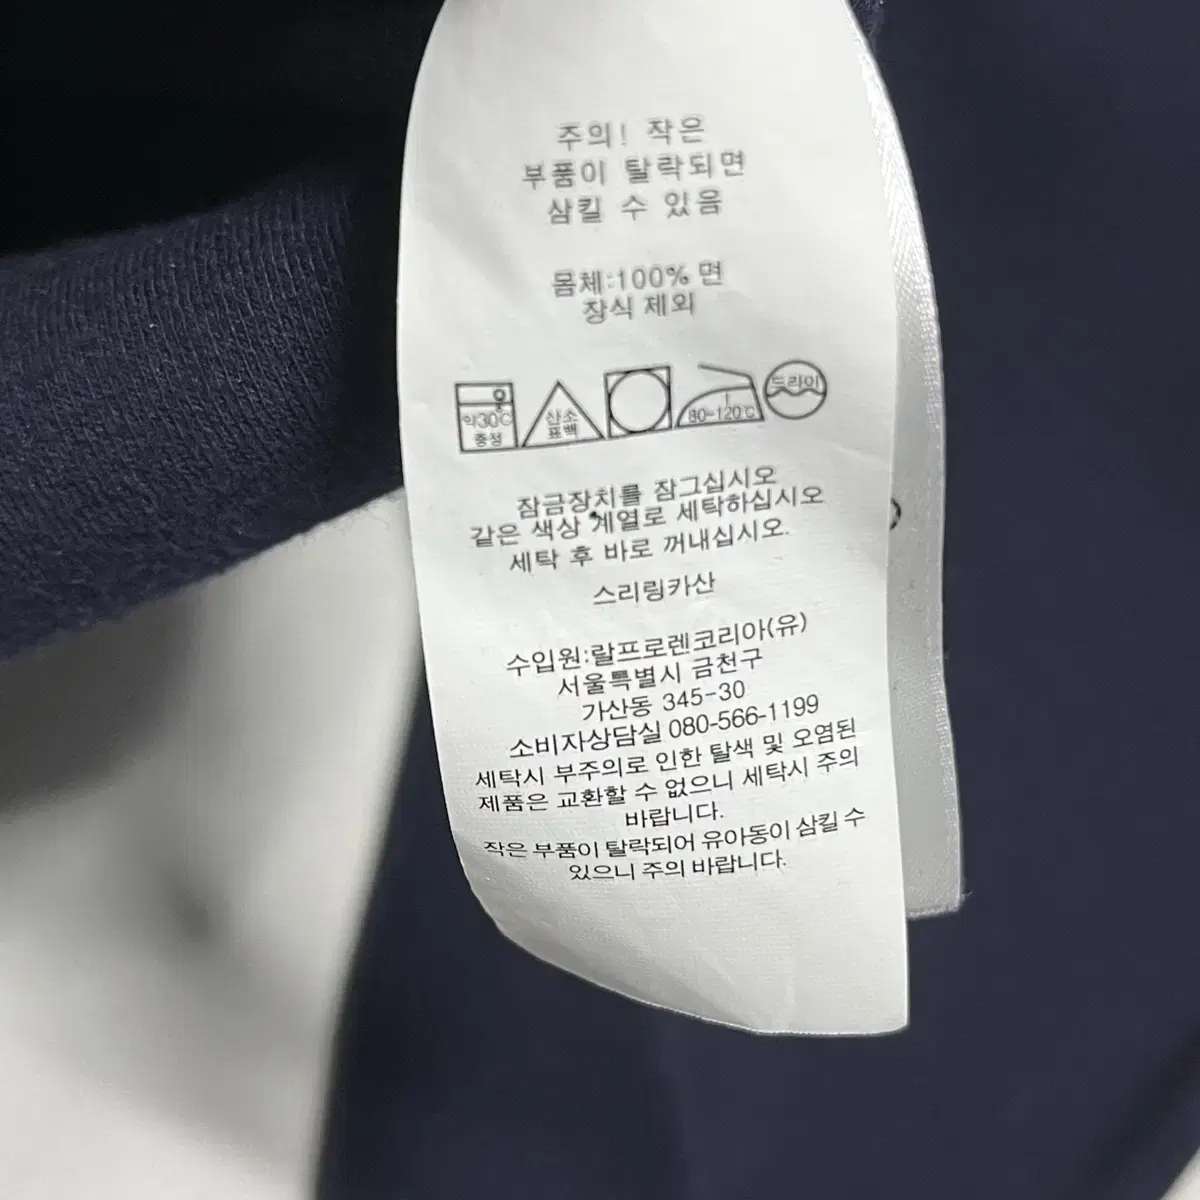 주의! 작은
부품이 탈락되면
삼킬 수 있음
몸체:100% 면
장식 제외
약30℃
중성
산소
표백
80~120℃
드라이
잠금장치를 잠그십시오
같은 색상 계열로 세탁하십시오
세탁 후 바로 꺼내십시오.
스리링카산
수입원:랄프로렌코리아(유)
서울특별시 금천구
가산동 345-30
소비자상담실 080-566-1199
세탁시 부주의로 인한 탈색 및 오염된
제품은 교환할 수 없으니 세탁시 주의
바랍니다.
작은 부품이 탈락되어 유아동이 삼킬 수
있으니 주의 바랍니다.